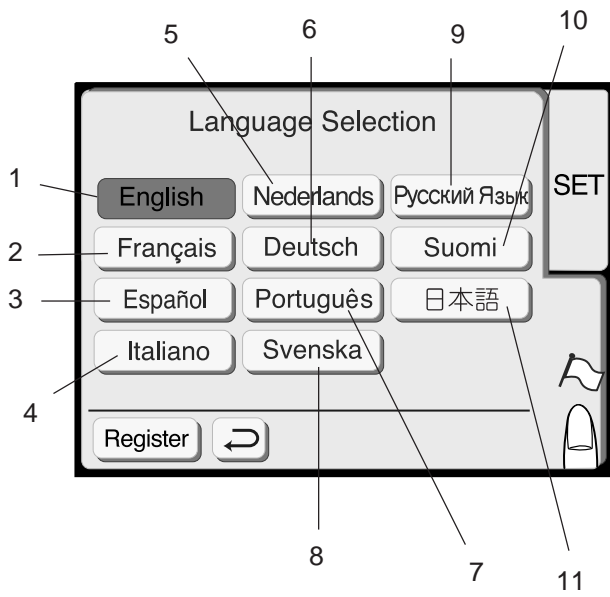 5 6 9 10
Language Selection
SET
1 English Nederlands Русский Язык
2 Français Deutsch Suomi
3 Español Português 日本語
4 Italiano Svenska
Register
8 7 11